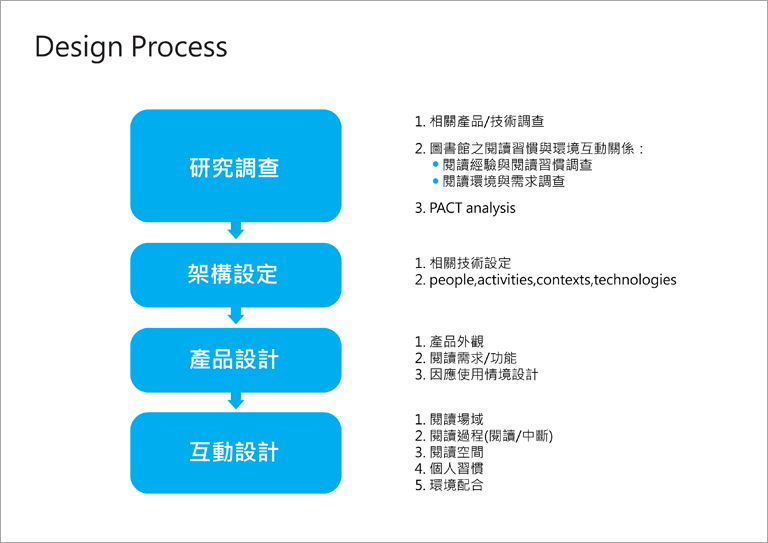 Design Process
研究調查
1. 相關產品/技術調查
2. 圖書館之閱讀習慣與環境互動關係：
• 閱讀經驗與閱讀習慣調查
• 閱讀環境與需求調查
3. PACT analysis
架構設定
1. 相關技術設定
2. people,activities,contexts,technologies
產品設計
1. 產品外觀
2. 閱讀需求/功能
3. 因應使用情境設計
互動設計
1. 閱讀場域
2. 閱讀過程(閱讀/中斷)
3. 閱讀空間
4. 個人習慣
5. 環境配合